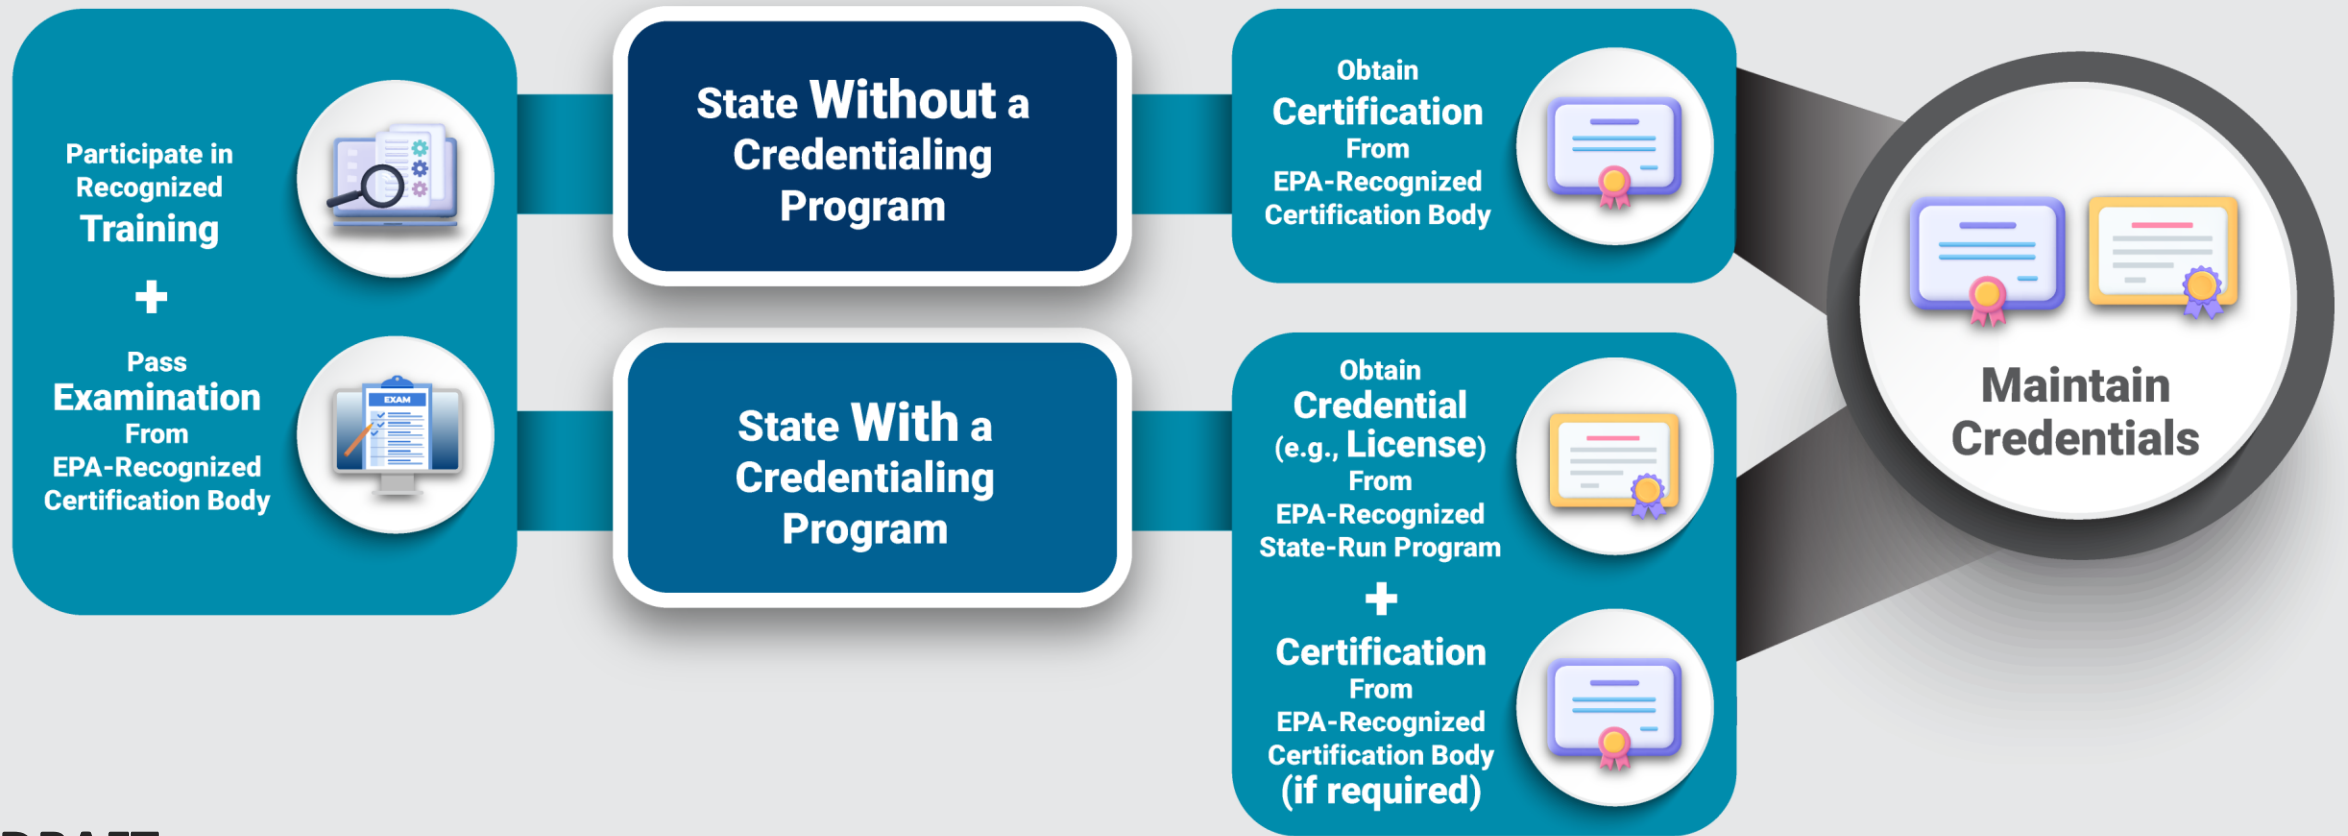 Participate in
Recognized
Training
+
Pass
Examination
From
EPA-Recognized
Certification Body
EXAM
State Without a
Credentialing
Program
State With a
Credentialing
Program
Obtain
Certification
From
EPA-Recognized
Certification Body
Obtain
Credential
(e.g., License)
From
EPA-Recognized
State-Run Program
+
Certification
From
EPA-Recognized
Certification Body
(if required)
Maintain
Credentials
DRAFT